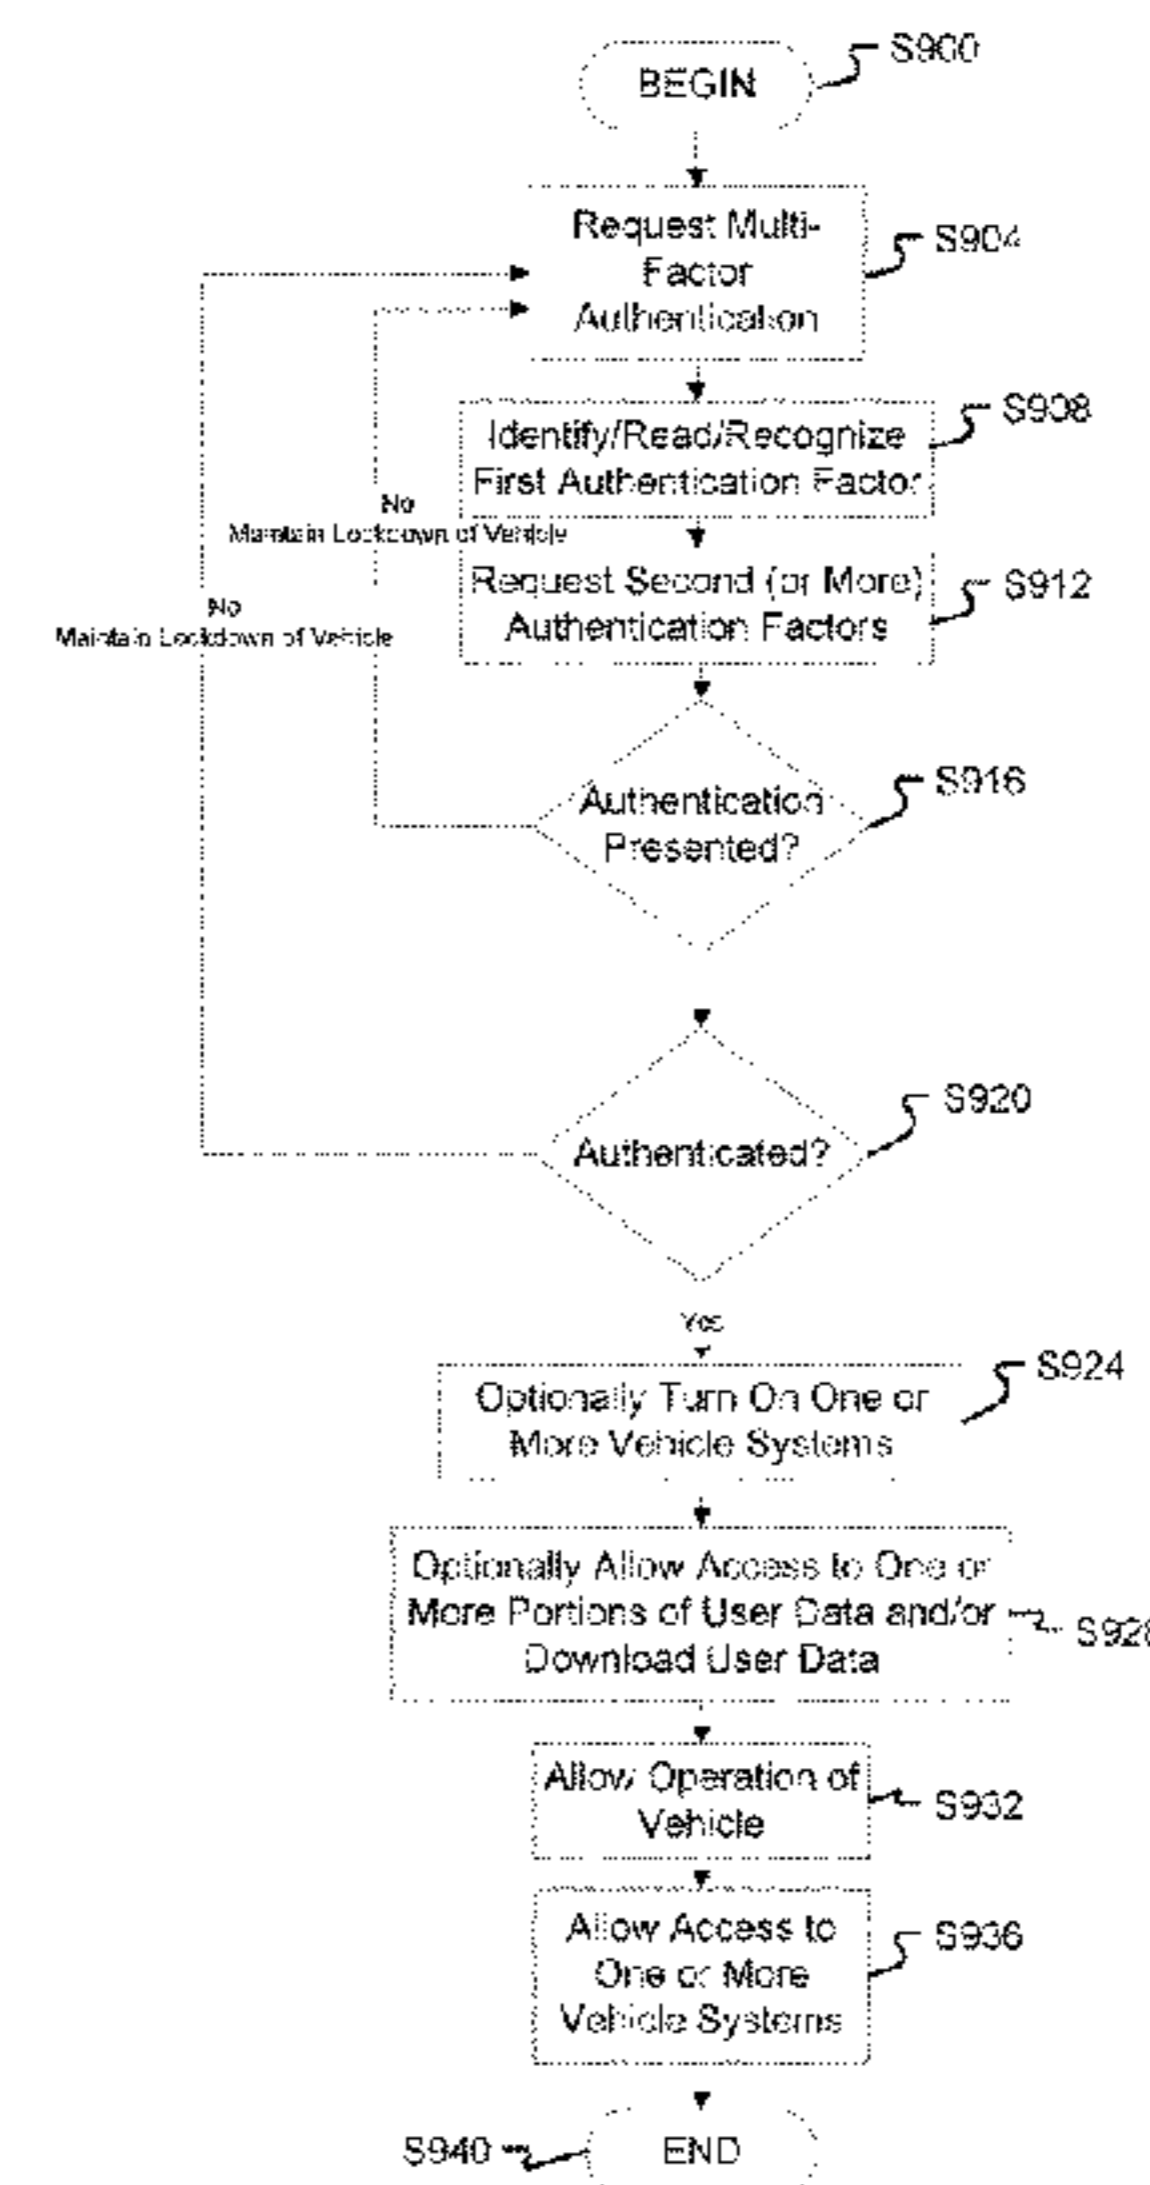 BEGIN
S900
Request Multi-
Factor
Authentication
S904
Identify/Read/Recognize
First Authentication Factor
S908
No
Maintain Lockdown of Vehicle
Request Second (or More)
Authentication Factors
S912
No
Maintain Lockdown of Vehicle
Authentication
Presented?
S916
Authenticated?
S920
Yes
Optionally Turn On One or
More Vehicle Systems
S924
Optionally Allow Access to One or
More Portions of User Data and/or
Download User Data
S928
Allow Operation of
Vehicle
S932
Allow Access to
One or More
Vehicle Systems
S936
S940
END